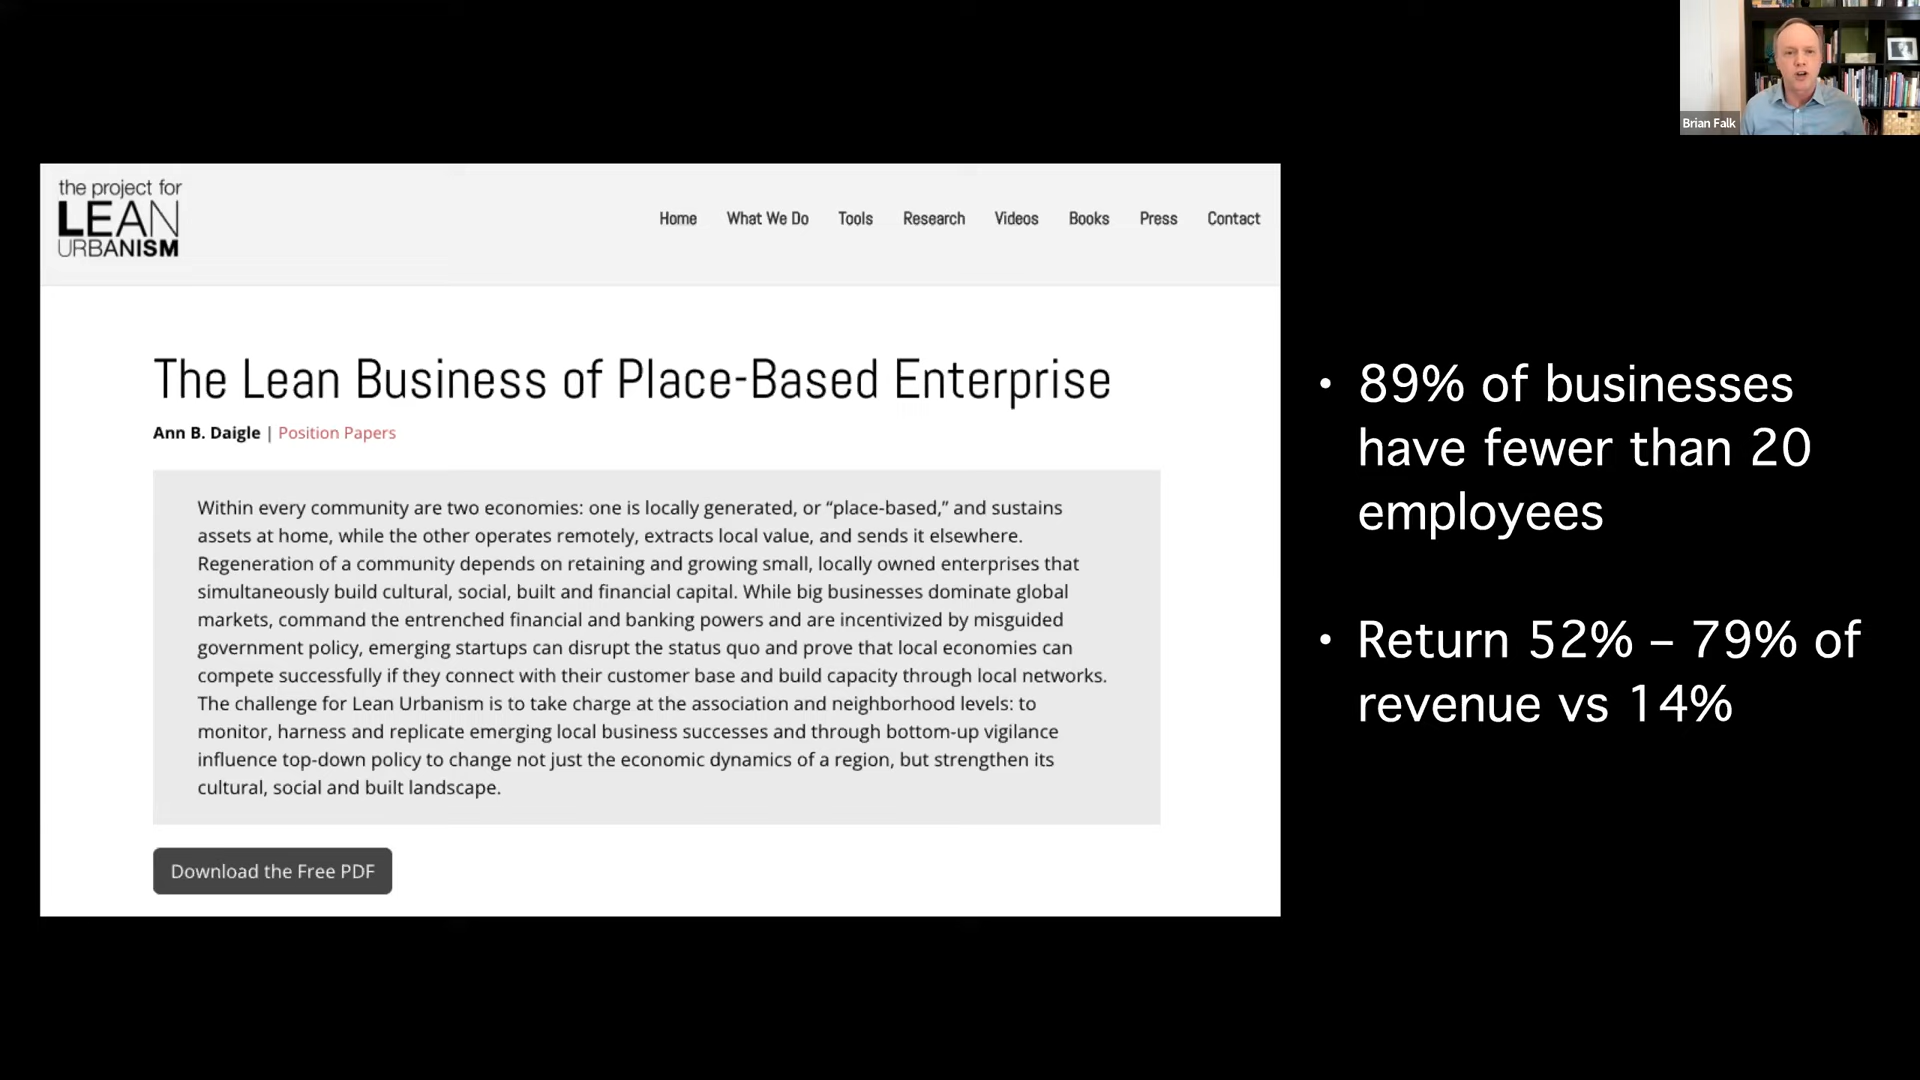 Brian Falk
the project for
LEAN
URBANISM
Home What We Do Tools Research Videos Books Press Contact
The Lean Business of Place-Based Enterprise
Ann B. Daigle | Position Papers
Within every community are two economies: one is locally generated, or “place-based,” and sustains
assets at home, while the other operates remotely, extracts local value, and sends it elsewhere.
Regeneration of a community depends on retaining and growing small, locally owned enterprises that
simultaneously build cultural, social, built and financial capital. While big businesses dominate global
markets, command the entrenched financial and banking powers and are incentivized by misguided
government policy, emerging startups can disrupt the status quo and prove that local economies can
compete successfully if they connect with their customer base and build capacity through local networks.
The challenge for Lean Urbanism is to take charge at the association and neighborhood levels: to
monitor, harness and replicate emerging local business successes and through bottom-up vigilance
influence top-down policy to change not just the economic dynamics of a region, but strengthen its
cultural, social and built landscape.
Download the Free PDF
• 89% of businesses
have fewer than 20
employees
• Return 52% – 79% of
revenue vs 14%